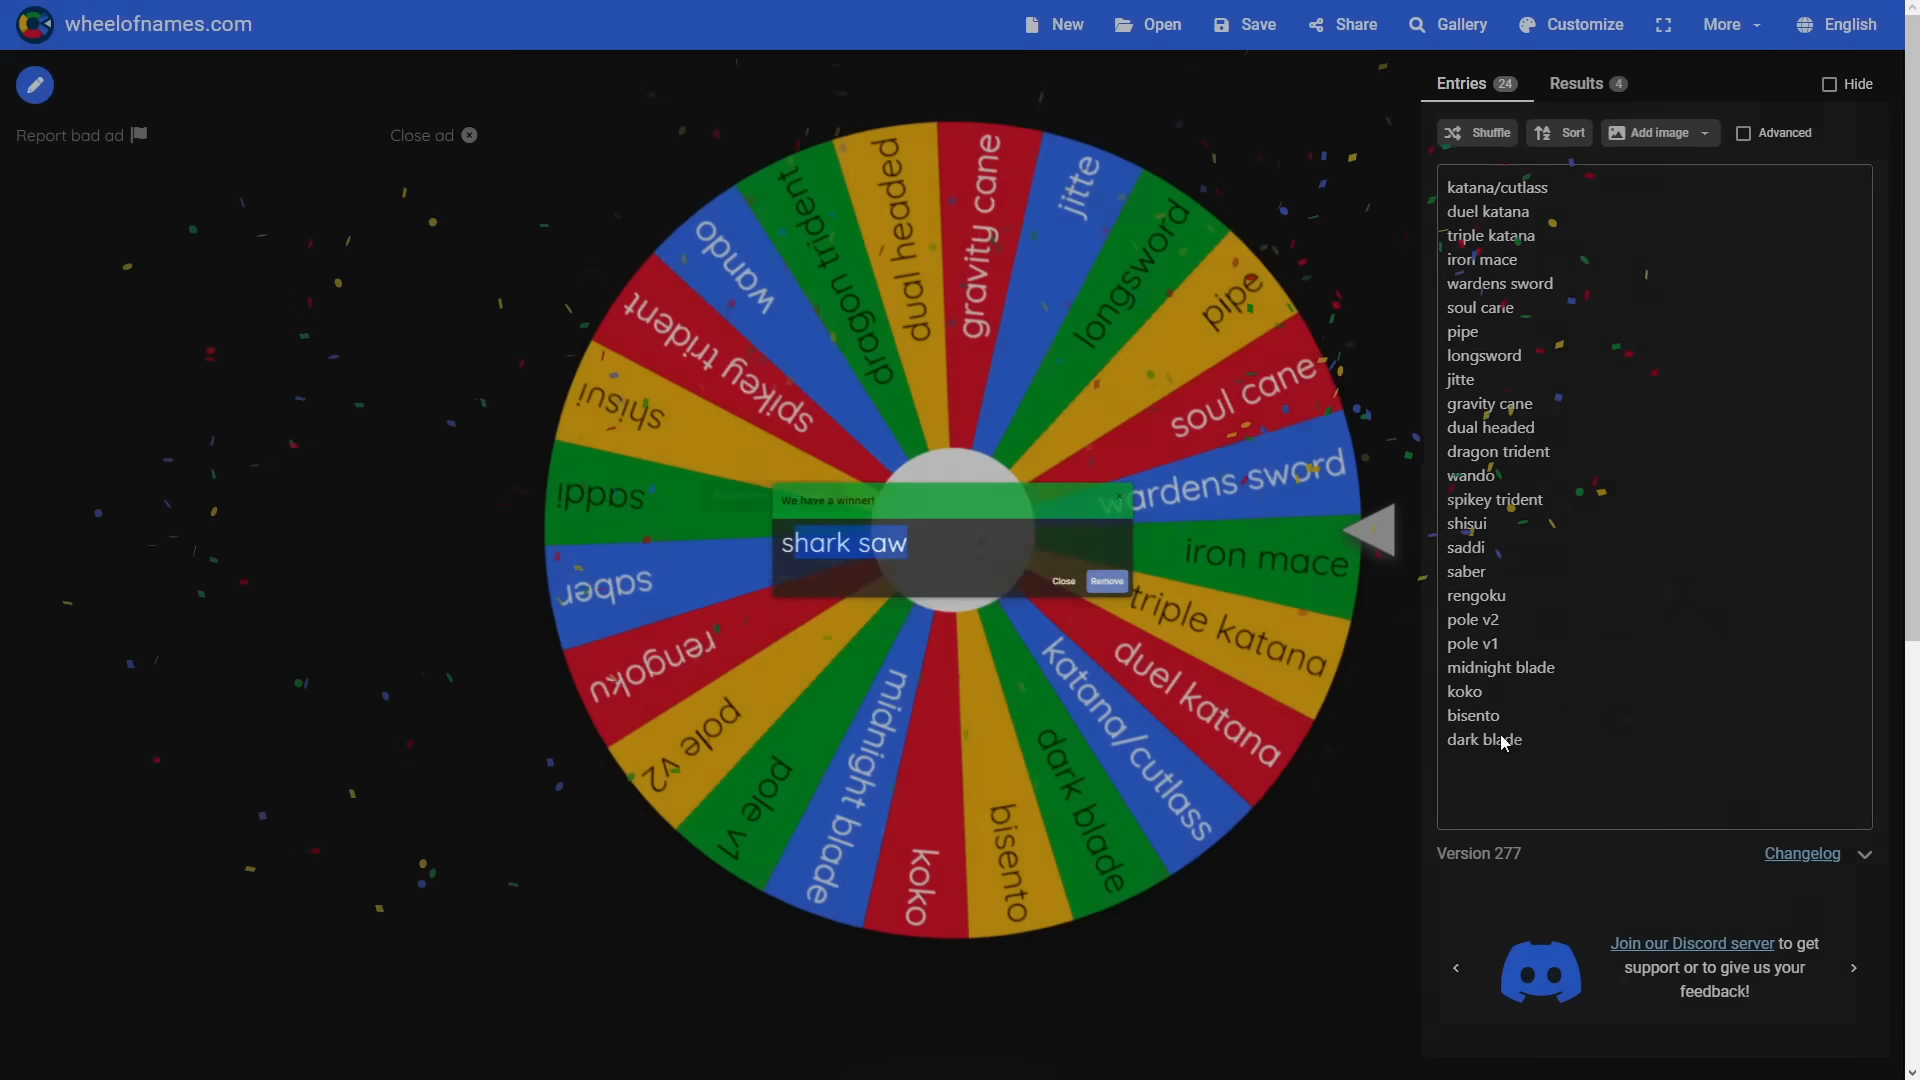 wheelofnames.com
New
Open
Save
Share
Gallery
Customize
More
English
Report bad ad
Close ad
Entries 24
Results 4
Hide
Shuffle
Sort
Add image
Advanced
katana/cutlass
duel katana
triple katana
iron mace
wardens sword
soul cane
pipe
longsword
jitte
gravity cane
dual headed
dragon trident
wando
spikey trident
shisui
saddi
saber
rengoku
pole v2
pole v1
midnight blade
koko
bisento
dark blade
gravity cane
jitte
longsword
pipe
soul cane
wardens sword
iron mace
triple katana
duel katana
katana/cutlass
dark blade
bisento
koko
midnight blade
pole v1
pole v2
rengoku
saber
saddi
shisui
spikey trident
wando
dragon trident
dual headed
We have a winner!
shark saw
Close
Remove
Version 277
Changelog
Join our Discord server to get
support or to give us your
feedback!